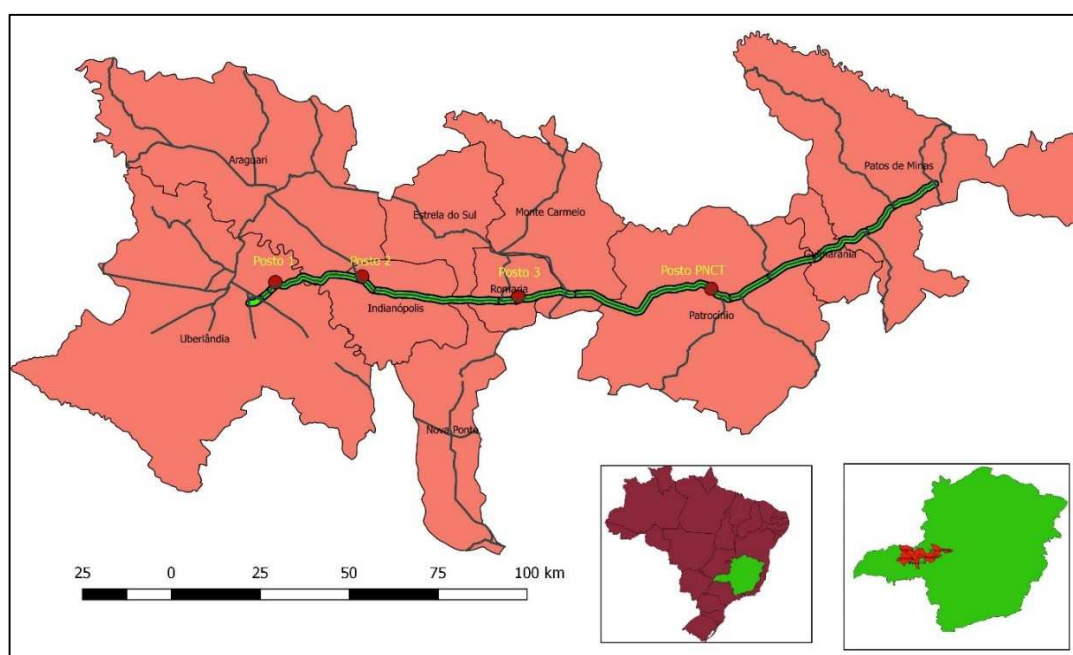 Patos de Minas
Araguari
Estrela do Sul
Monte Carmelo
Guimarânia
Posto 1
Posto 2
Posto 3
Posto PNCT
Romaria
Indianópolis
Patrocínio
Uberlândia
Nova Ponte
25
0
25
50
75
100 km